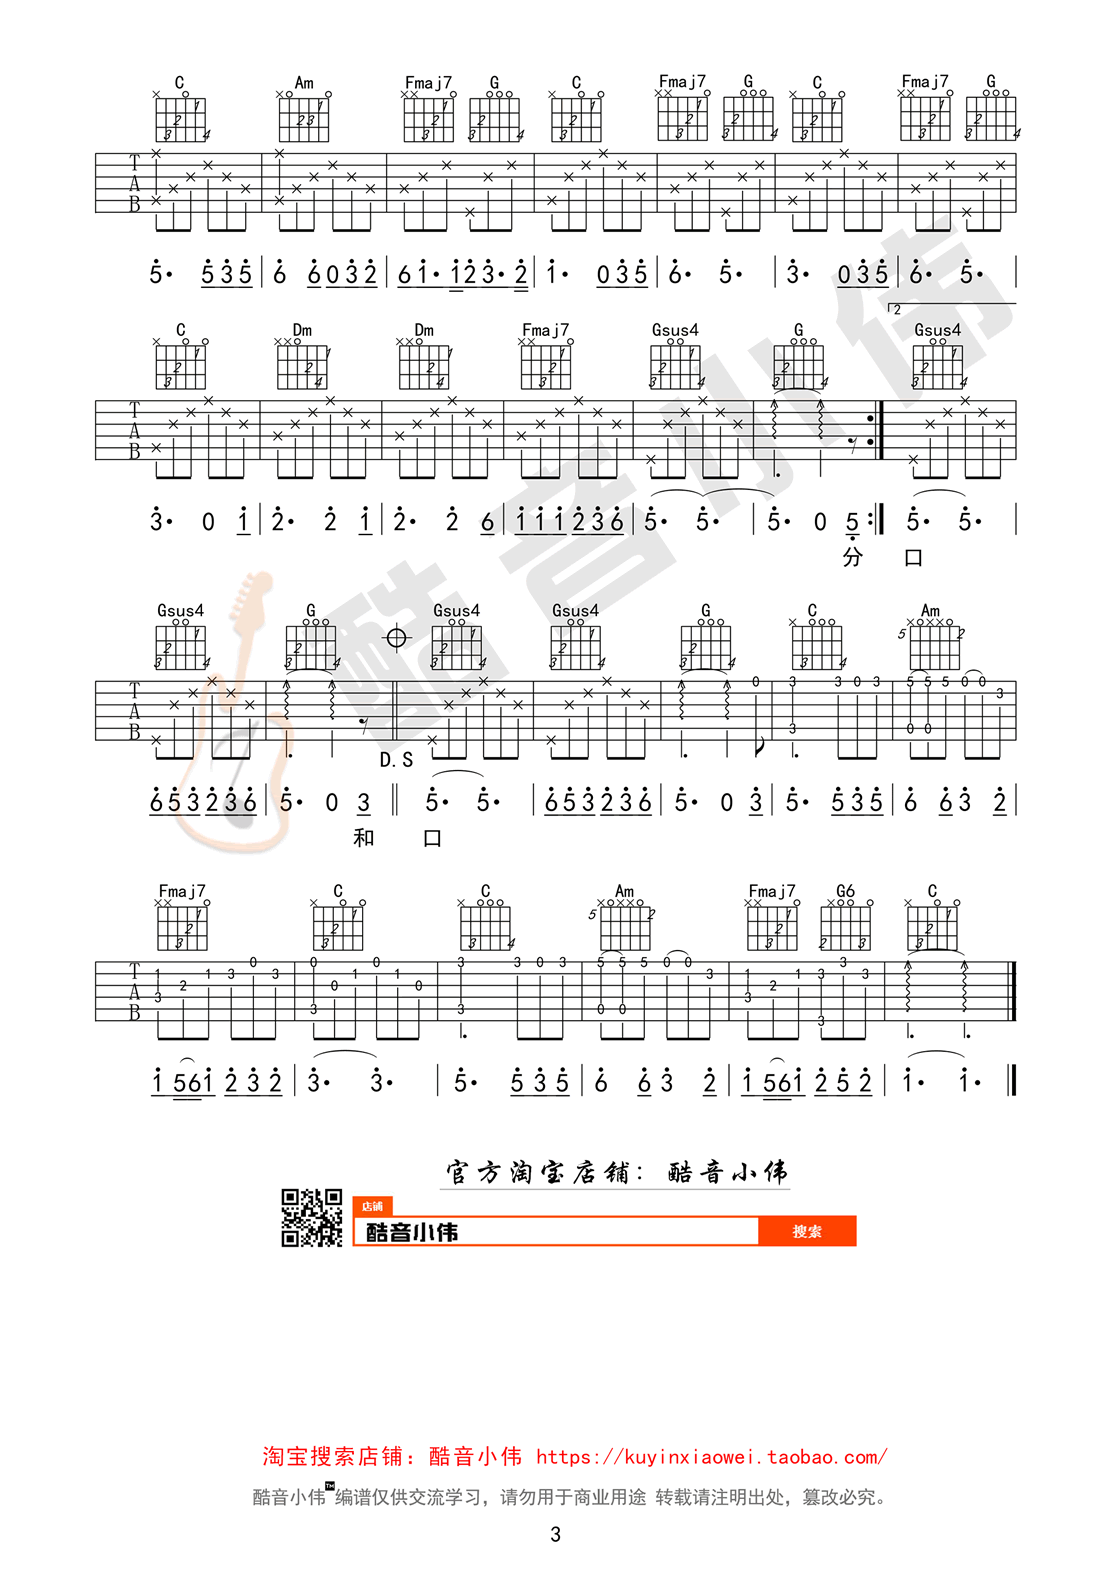 C Am Fmaj7 G C Fmaj7 G C Fmaj7 G
T A B
5· 5 3 5 | 6 6 0 3 2 | 6 1· 1 2 3· 2 | 1· 0 3 5 | 6· 5· | 3· 0 3 5 | 6· 5· |
2
C Dm Dm Fmaj7 Gsus4 G Gsus4
T A B
3· 0 1 | 2· 2 1 | 2· 2 6 | 1 1 1 2 3 6 | 5· 5· | 5· 0 5 :| 5· 5· |
分 口
Gsus4 G Gsus4 Gsus4 G C Am
T A B
D.S
6 5 3 2 3 6 | 5· 0 3 || 5· 5· | 6 5 3 2 3 6 | 5· 0 3 | 5· 5 3 5 | 6 6 3 2 |
和 口
Fmaj7 C C Am Fmaj7 G6 C
T A B
1 5 6 1 2 3 2 | 3· 3· | 5· 5 3 5 | 6 6 3 2 | 1 5 6 1 2 5 2 | 1· 1· ||
官方淘宝店铺：酷音小伟
店铺
酷音小伟 搜索
淘宝搜索店铺：酷音小伟 https://kuyinxiaowei.taobao.com/
酷音小伟™编谱仅供交流学习，请勿用于商业用途 转载请注明出处，篡改必究。
3
酷音小伟